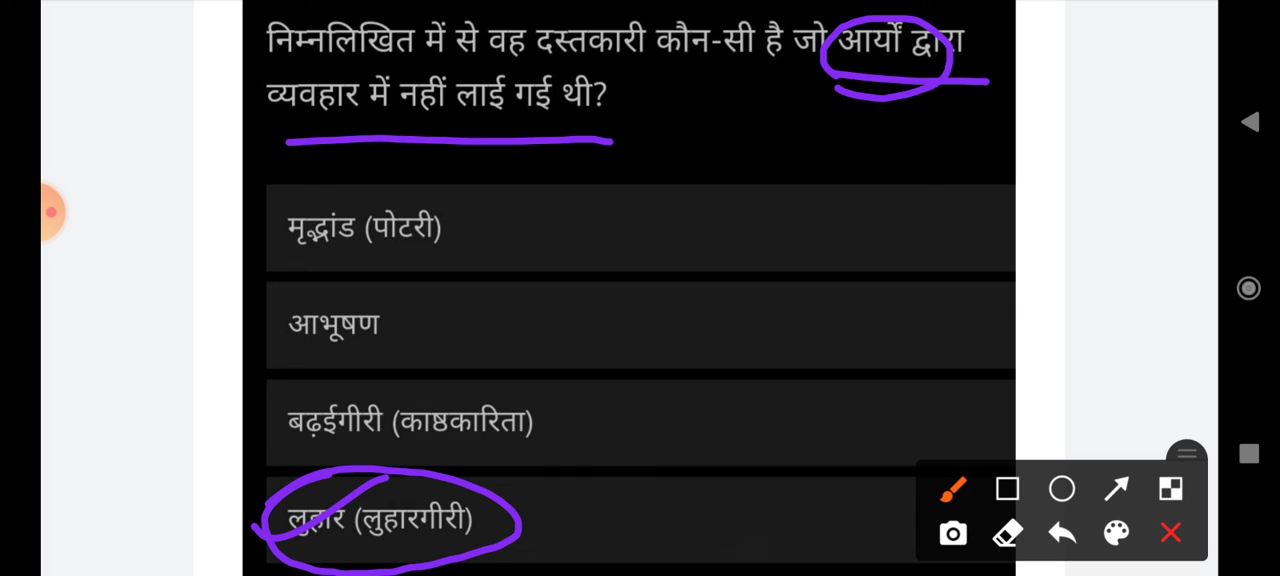 निम्नलिखित में से वह दस्तकारी कौन-सी है जो आर्यों द्वारा
व्यवहार में नहीं लाई गई थी?
मृद्भांड (पोटरी)
आभूषण
बढ़ईगीरी (काष्ठकारिता)
लुहार (लुहारगीरी)